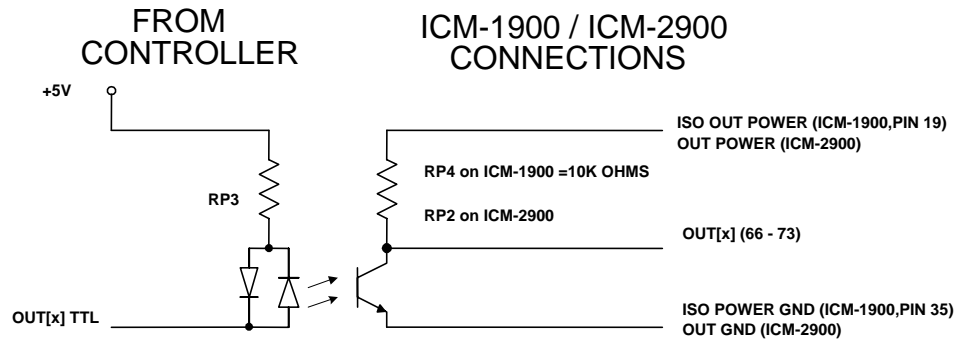 FROM
CONTROLLER
ICM-1900 / ICM-2900
CONNECTIONS
+5V
ISO OUT POWER (ICM-1900,PIN 19)
OUT POWER (ICM-2900)
RP4 on ICM-1900 =10K OHMS
RP3
RP2 on ICM-2900
OUT[x] (66 - 73)
OUT[x] TTL
ISO POWER GND (ICM-1900,PIN 35)
OUT GND (ICM-2900)